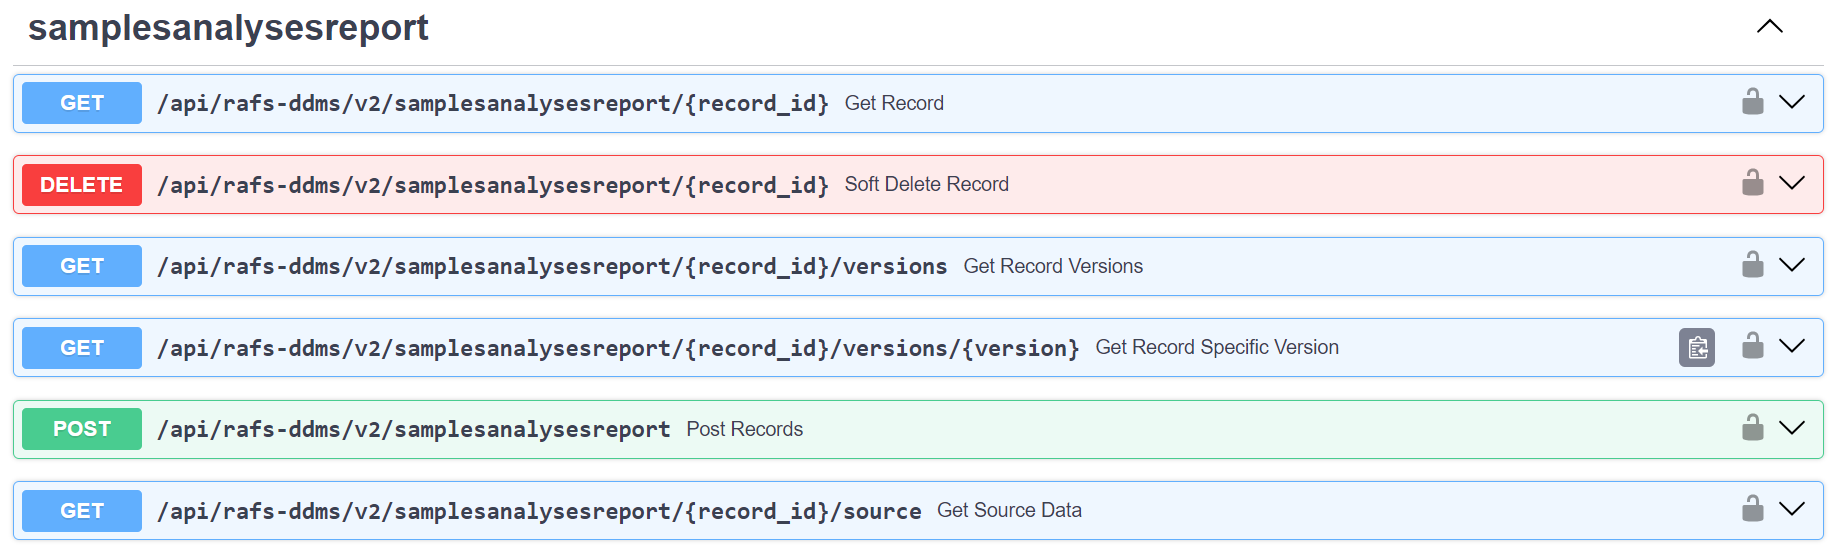 samplesanalysesreport
GET /api/rafs-ddms/v2/samplesanalysesreport/{record_id} Get Record
DELETE /api/rafs-ddms/v2/samplesanalysesreport/{record_id} Soft Delete Record
GET /api/rafs-ddms/v2/samplesanalysesreport/{record_id}/versions Get Record Versions
GET /api/rafs-ddms/v2/samplesanalysesreport/{record_id}/versions/{version} Get Record Specific Version
POST /api/rafs-ddms/v2/samplesanalysesreport Post Records
GET /api/rafs-ddms/v2/samplesanalysesreport/{record_id}/source Get Source Data